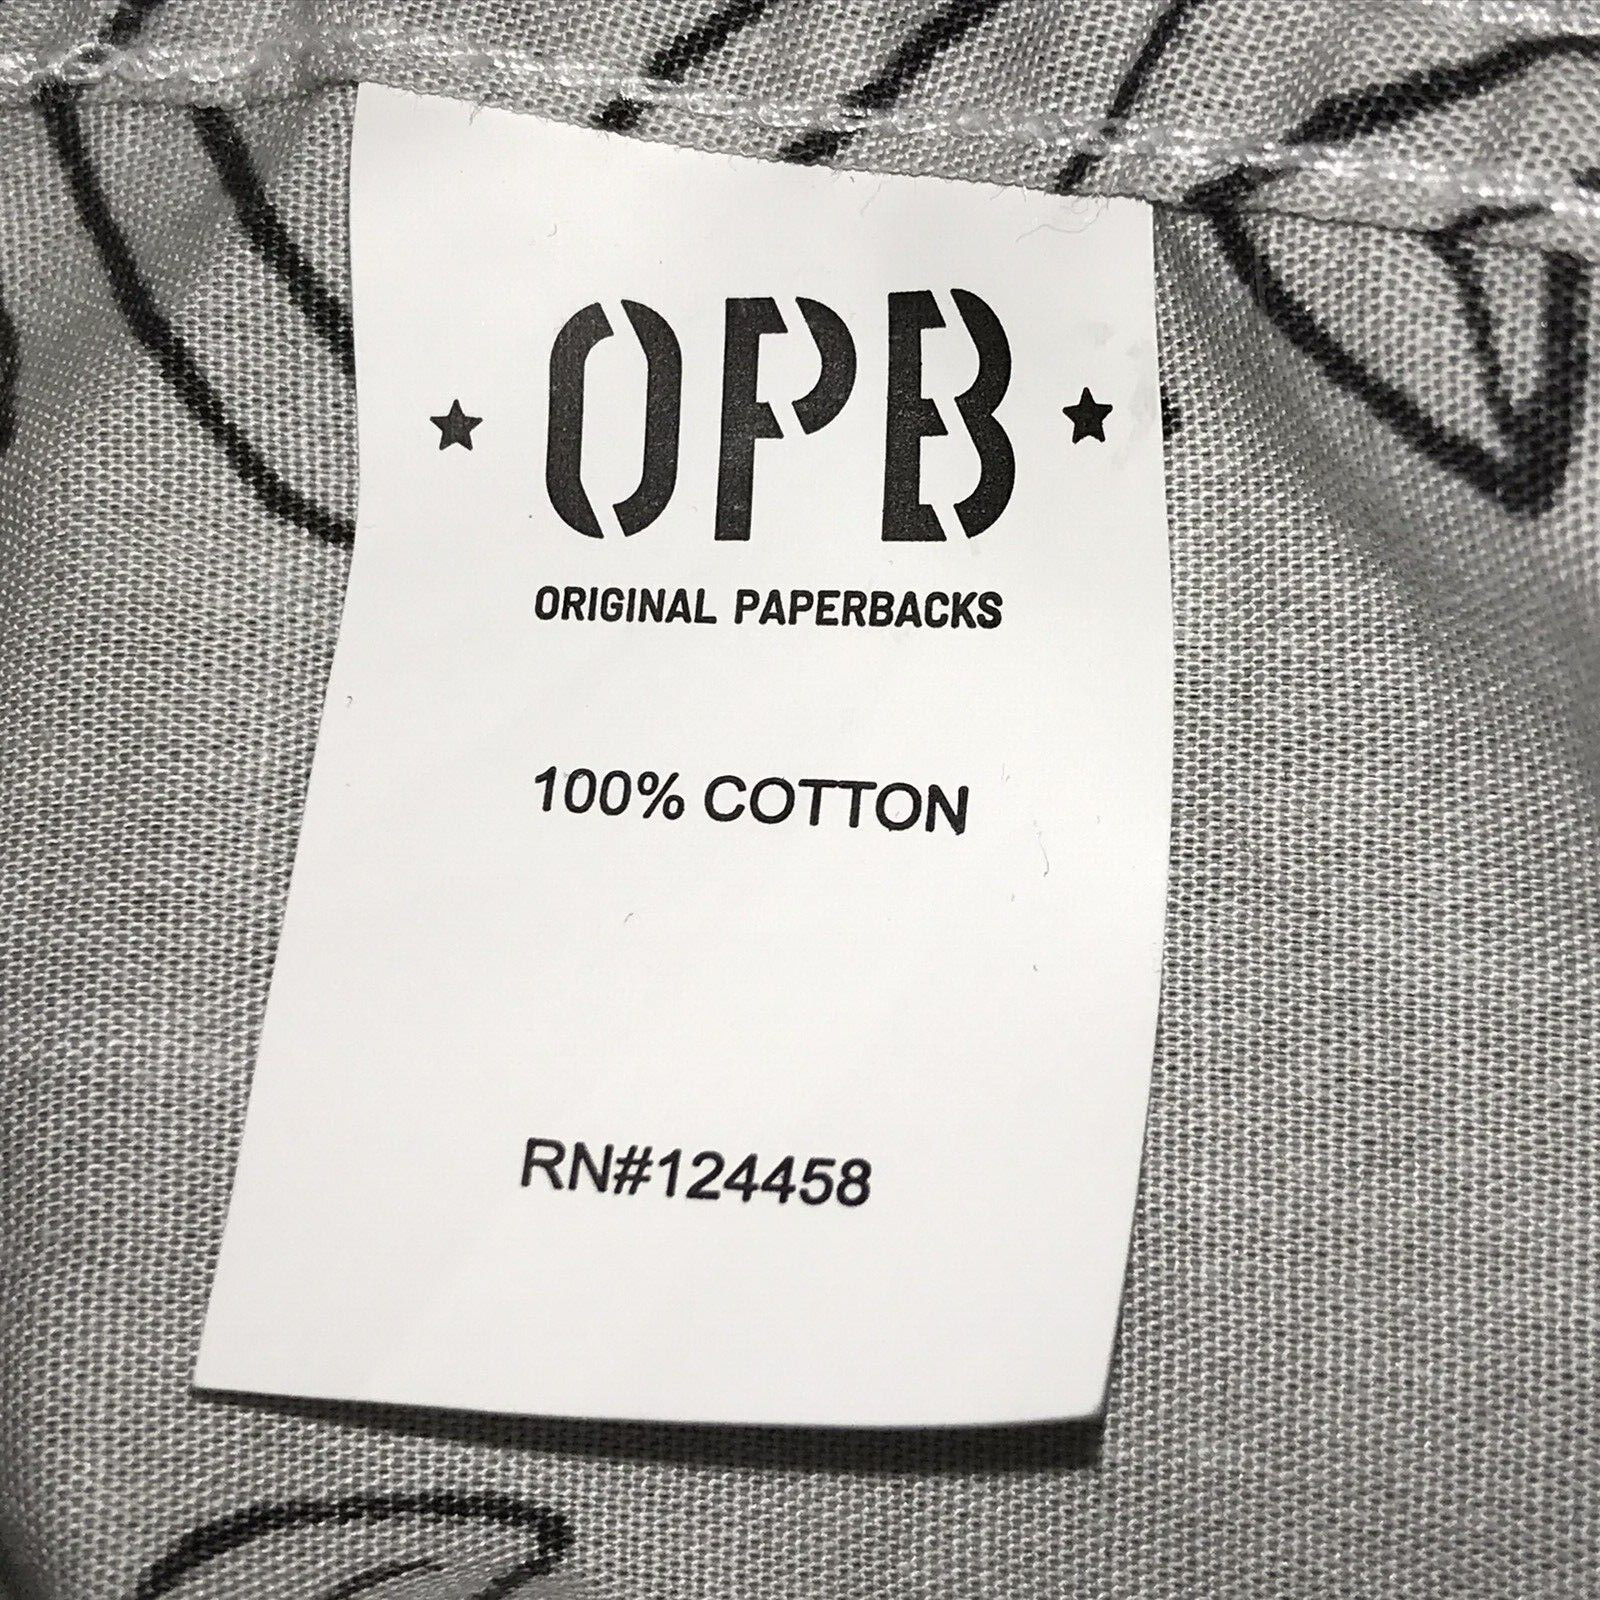 OPB
ORIGINAL PAPERBACKS
100% COTTON
RN#124458